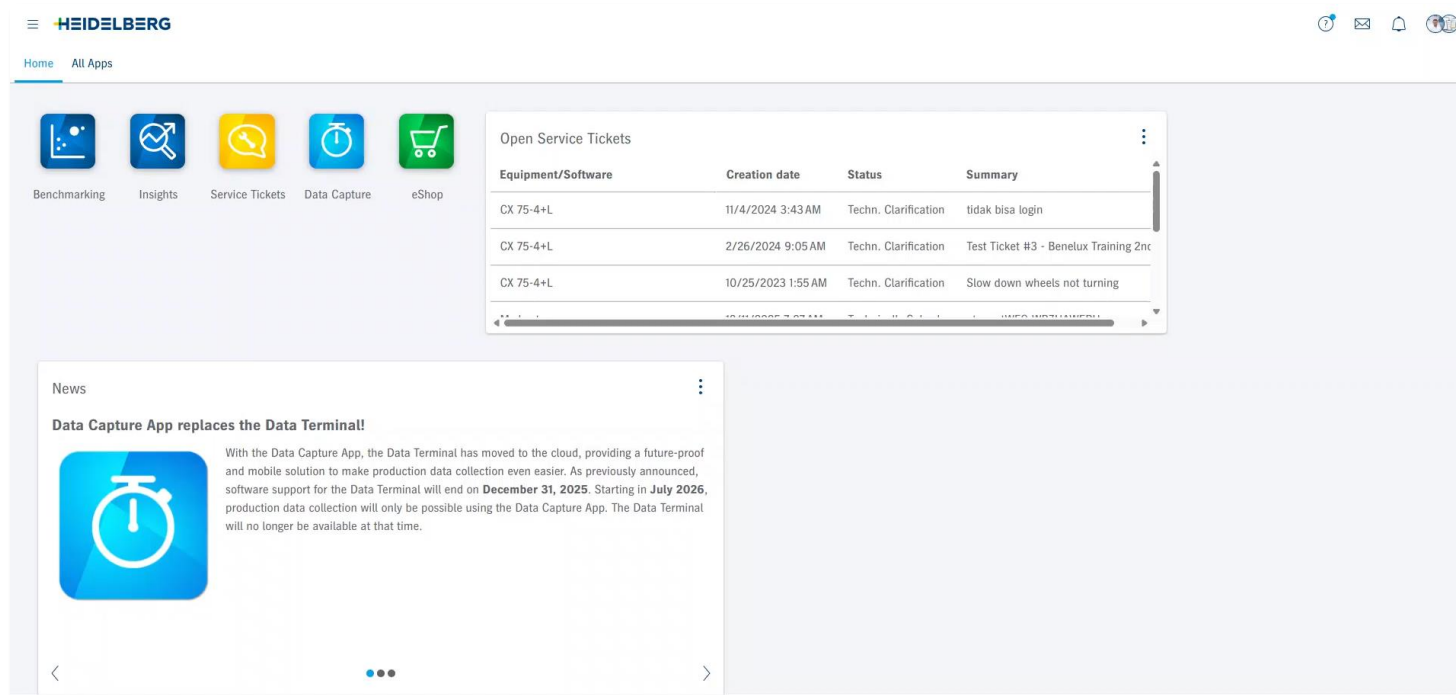 HEIDELBERG
Home All Apps
Benchmarking Insights Service Tickets Data Capture eShop
Open Service Tickets
Equipment/Software Creation date Status Summary
CX 75-4+L 11/4/2024 3:43 AM Techn. Clarification tidak bisa login
CX 75-4+L 2/26/2024 9:05 AM Techn. Clarification Test Ticket #3 - Benelux Training 2nd
CX 75-4+L 10/25/2023 1:55 AM Techn. Clarification Slow down wheels not turning
News
Data Capture App replaces the Data Terminal!
With the Data Capture App, the Data Terminal has moved to the cloud, providing a future-proof
and mobile solution to make production data collection even easier. As previously announced,
software support for the Data Terminal will end on December 31, 2025. Starting in July 2026,
production data collection will only be possible using the Data Capture App. The Data Terminal
will no longer be available at that time.